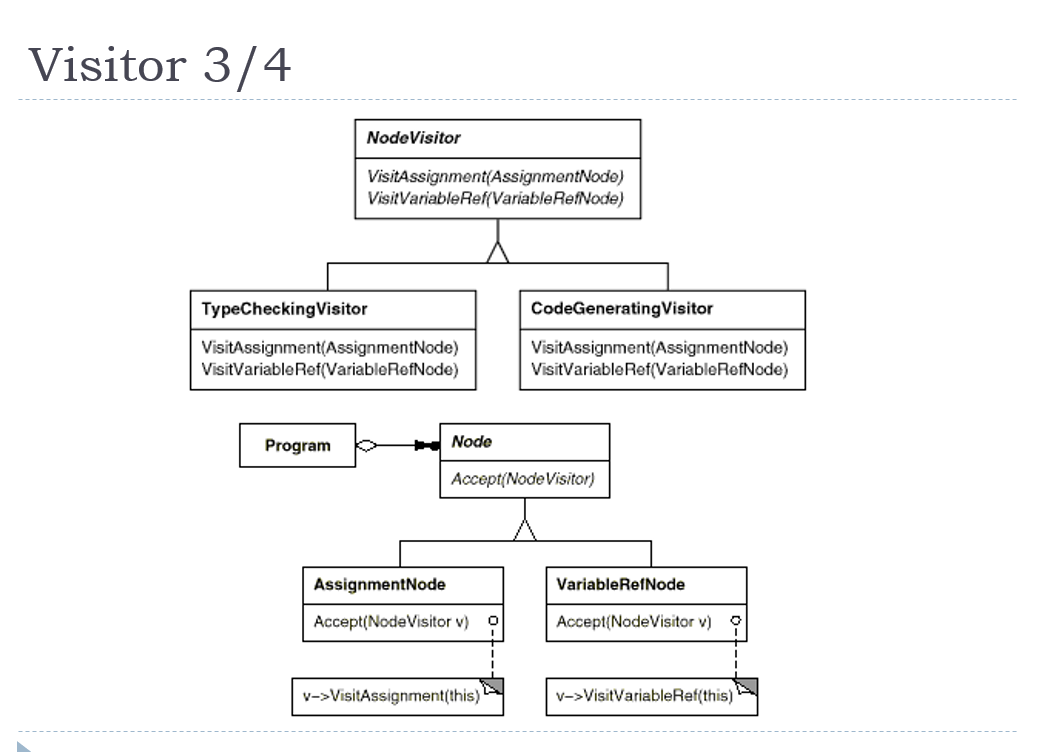 Visitor 3/4
NodeVisitor
VisitAssignment(AssignmentNode)
VisitVariableRef(VariableRefNode)
TypeCheckingVisitor
VisitAssignment(AssignmentNode)
VisitVariableRef(VariableRefNode)
CodeGeneratingVisitor
VisitAssignment(AssignmentNode)
VisitVariableRef(VariableRefNode)
Program
Node
Accept(NodeVisitor)
AssignmentNode
Accept(NodeVisitor v)
v–>VisitAssignment(this)
VariableRefNode
Accept(NodeVisitor v)
v–>VisitVariableRef(this)